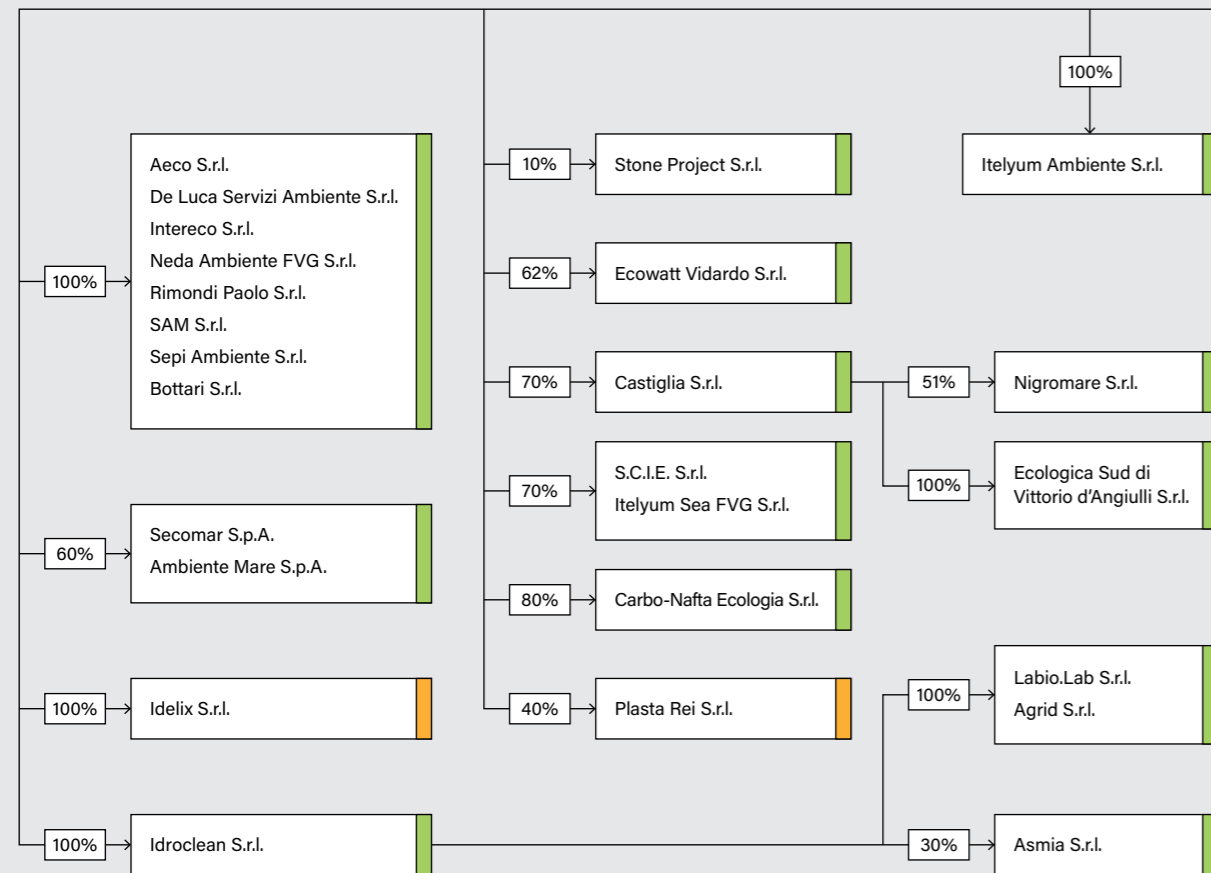 100%
100%
Aeco S.r.l.
De Luca Servizi Ambiente S.r.l.
Intereco S.r.l.
Neda Ambiente FVG S.r.l.
Rimondi Paolo S.r.l.
SAM S.r.l.
Sepi Ambiente S.r.l.
Bottari S.r.l.
60%
Secomar S.p.A.
Ambiente Mare S.p.A.
100%
Idelix S.r.l.
100%
Idroclean S.r.l.
10%
Stone Project S.r.l.
62%
Ecowatt Vidardo S.r.l.
70%
Castiglia S.r.l.
70%
S.C.I.E. S.r.l.
Itelyum Sea FVG S.r.l.
80%
Carbo-Nafta Ecologia S.r.l.
40%
Plasta Rei S.r.l.
Itelyum Ambiente S.r.l.
51%
Nigromare S.r.l.
100%
Ecologica Sud di
Vittorio d’Angiulli S.r.l.
100%
Labio.Lab S.r.l.
Agrid S.r.l.
30%
Asmia S.r.l.